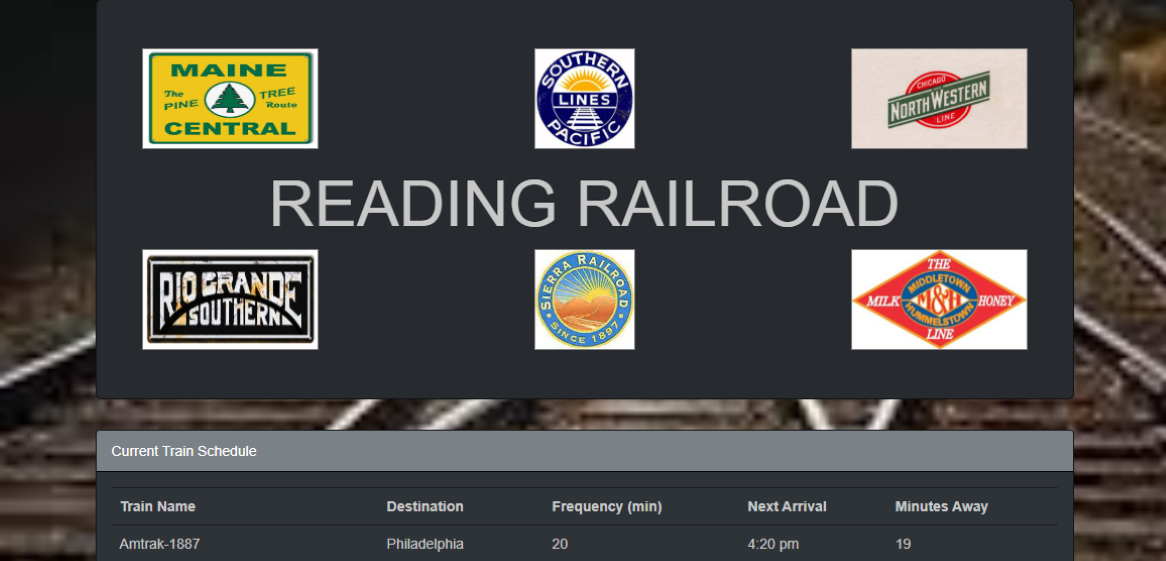 MAINE
The PINE TREE Route
CENTRAL
SOUTHERN
LINES
PACIFIC
CHICAGO
NORTH WESTERN
LINE
READING RAILROAD
RIO GRANDE
SOUTHERN
SIERRA RAILROAD
• SINCE 1897 •
THE
MIDDLETOWN
MILK M&H HONEY
HUMMELSTOWN
LINE
Current Train Schedule
Train Name Destination Frequency (min) Next Arrival Minutes Away
Amtrak-1887 Philadelphia 20 4:20 pm 19